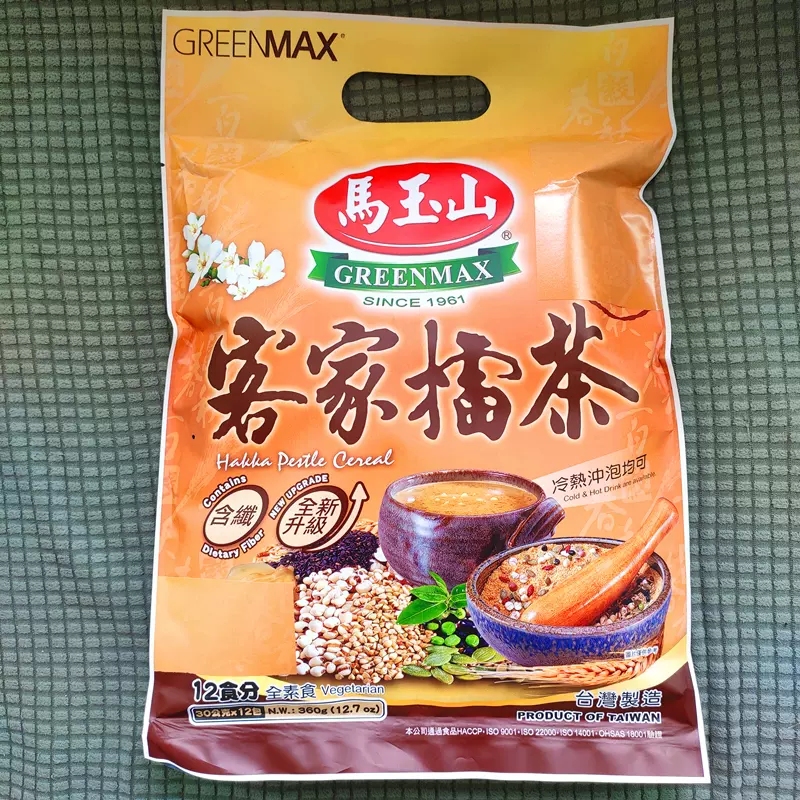 GREENMAX®
馬玉山
®
GREENMAX
SINCE 1961
客家擂茶
Hakka Pestle Cereal
冷熱沖泡均可
Cold & Hot Drink are available
Contains
含纖
Dietary Fiber
NEW UPGRADE
全新
升級
12食分 全素食 Vegetarian
30公克x12包 N.W.: 360g (12.7 oz)
台灣製造
PRODUCT OF TAIWAN
本公司通過食品HACCP·ISO 9001·ISO 22000·ISO 14001·OHSAS 18001驗證